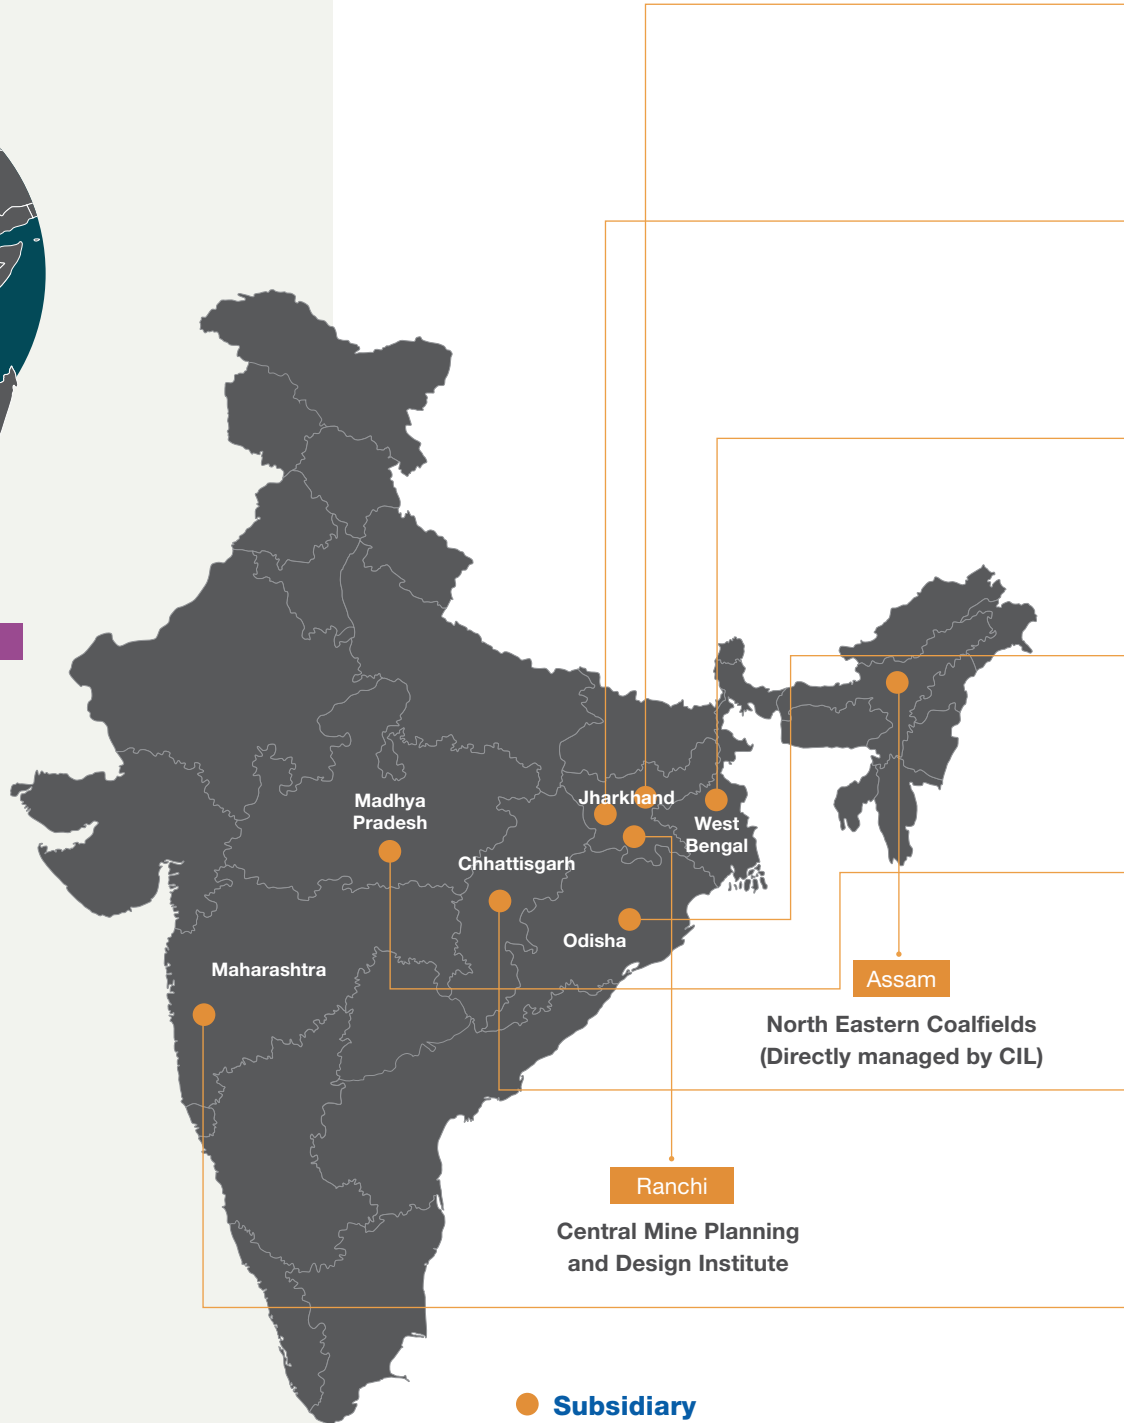 Jharkhand
Madhya
Pradesh
West
Bengal
Chhattisgarh
Odisha
Maharashtra
Assam
North Eastern Coalfields
(Directly managed by CIL)
Ranchi
Central Mine Planning
and Design Institute
Subsidiary